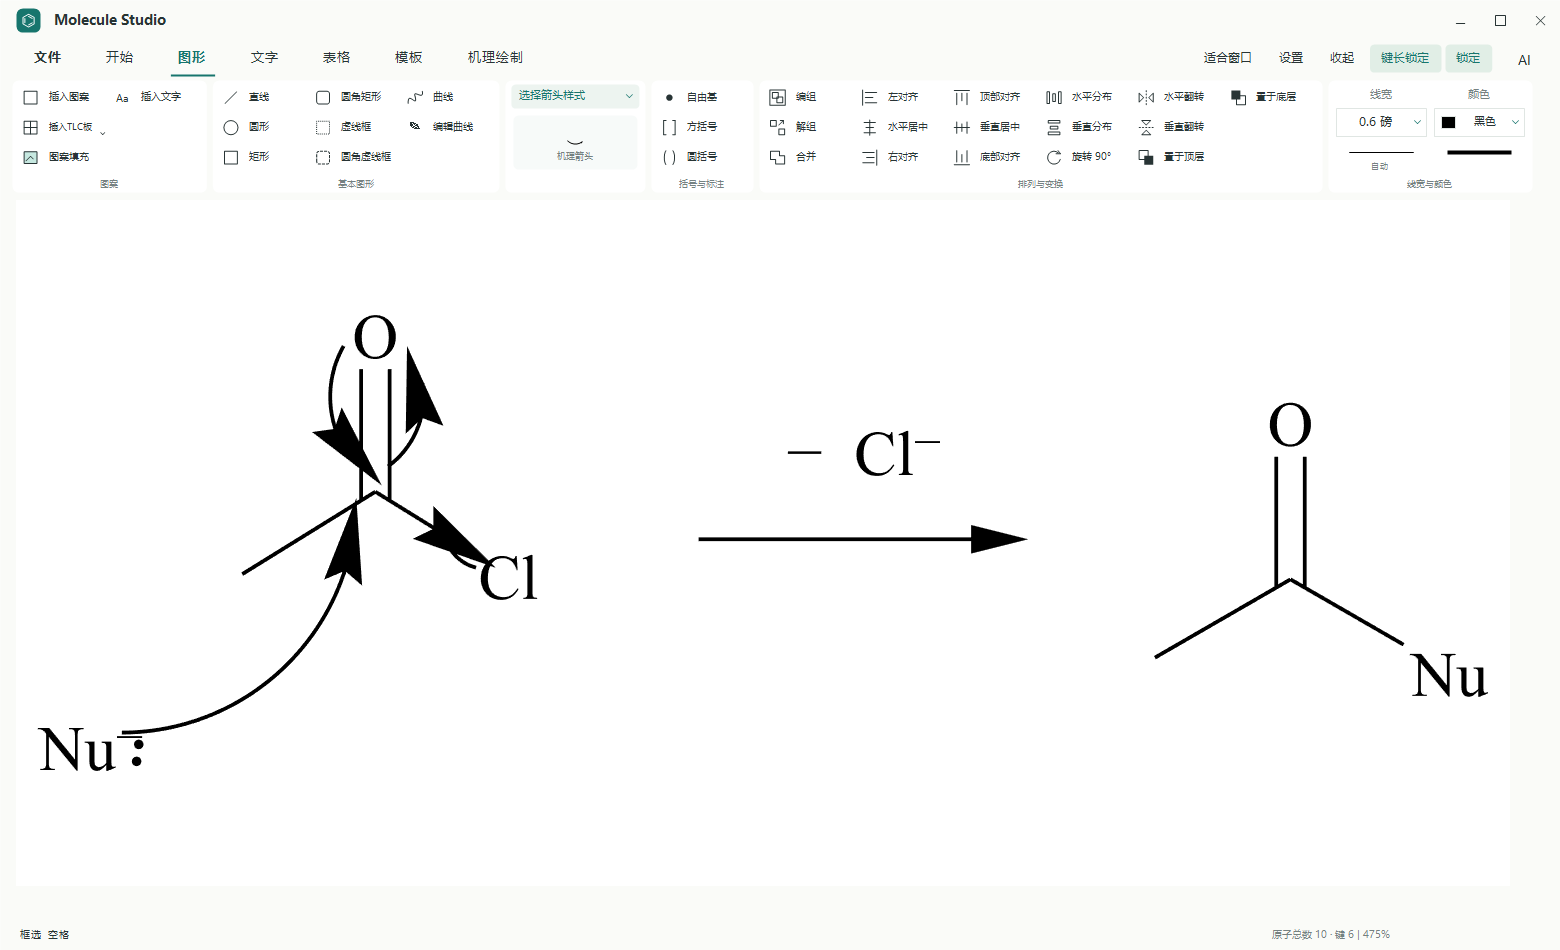 Molecule Studio
文件 开始 图形 文字 表格 模板 机理绘制 适合窗口 设置 收起 键长锁定 锁定 AI
插入图案 Aa 插入文字 直线 圆角矩形 曲线 选择箭头样式 自由基 编组 左对齐 顶部对齐 水平分布 水平翻转 置于底层 线宽 颜色
插入TLC板 圆形 虚线框 编辑曲线 [ ] 方括号 解组 水平居中 垂直居中 垂直分布 垂直翻转 0.6 磅 黑色
图案填充 矩形 圆角虚线框 机理箭头 ( ) 圆括号 合并 右对齐 底部对齐 旋转 90° 置于顶层 自动
图案 基本图形 括号与标注 排列与变换 线宽与颜色
O
O
− Cl−
Cl
Nu
Nu−:
框选 空格 原子总数 10 · 键 6 | 475%